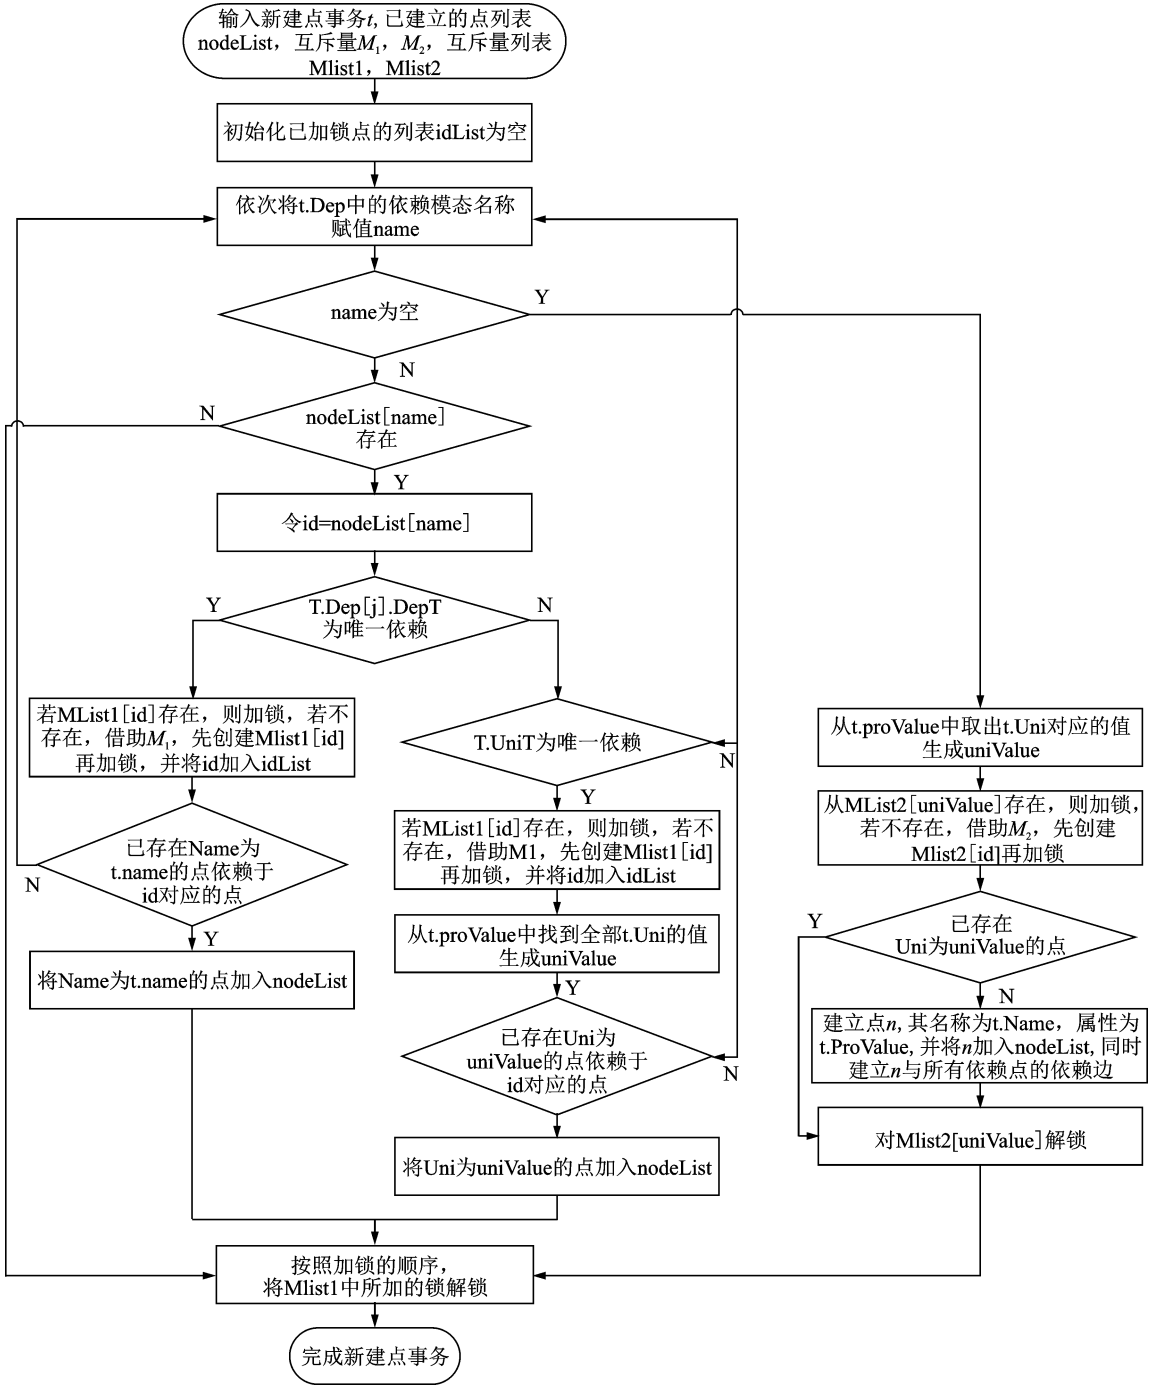 输入新建点事务t, 已建立的点列表
nodeList，互斥量M₁，M₂，互斥量列表
Mlist1，Mlist2
初始化已加锁点的列表idList为空
依次将t.Dep中的依赖模态名称
赋值name
name为空
Y
N
nodeList[name]
存在
N
Y
令id=nodeList[name]
T.Dep[j].DepT
为唯一依赖
Y
N
若MList1[id]存在，则加锁，若不
存在，借助M₁，先创建Mlist1[id]
再加锁，并将id加入idList
已存在Name为
t.name的点依赖于
id对应的点
N
Y
将Name为t.name的点加入nodeList
T.UniT为唯一依赖
N
Y
若MList1[id]存在，则加锁，若不
存在，借助M1，先创建Mlist1[id]
再加锁，并将id加入idList
从t.proValue中找到全部t.Uni的值
生成uniValue
Y
已存在Uni为
uniValue的点依赖于
id对应的点
N
将Uni为uniValue的点加入nodeList
从t.proValue中取出t.Uni对应的值
生成uniValue
从MList2[uniValue]存在，则加锁，
若不存在，借助M₂，先创建
Mlist2[id]再加锁
已存在
Uni为uniValue的点
Y
N
建立点n, 其名称为t.Name，属性为
t.ProValue, 并将n加入nodeList, 同时
建立n与所有依赖点的依赖边
对Mlist2[uniValue]解锁
按照加锁的顺序，
将Mlist1中所加的锁解锁
完成新建点事务